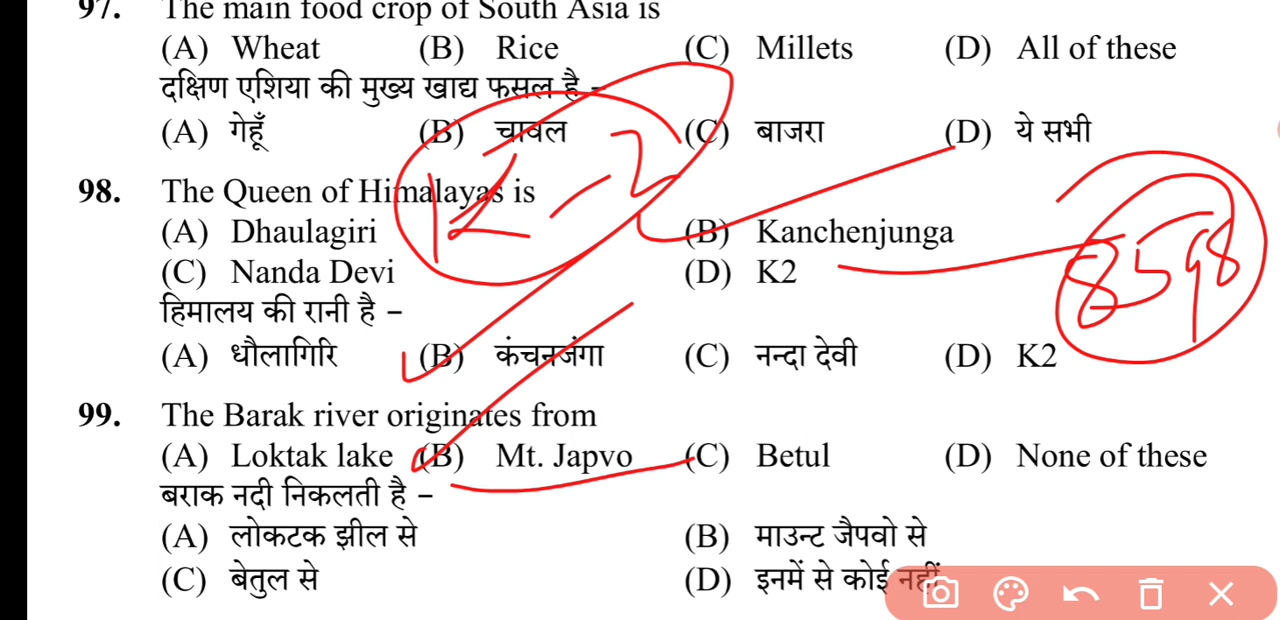 97. The main food crop of South Asia is
(A) Wheat (B) Rice (C) Millets (D) All of these
दक्षिण एशिया की मुख्य खाद्य फसल है –
(A) गेहूँ (B) चावल (C) बाजरा (D) ये सभी
98. The Queen of Himalayas is
(A) Dhaulagiri (B) Kanchenjunga
(C) Nanda Devi (D) K2
हिमालय की रानी है –
(A) धौलागिरि (B) कंचनजंगा (C) नन्दा देवी (D) K2
8598
99. The Barak river originates from
(A) Loktak lake (B) Mt. Japvo (C) Betul (D) None of these
बराक नदी निकलती है –
(A) लोकटक झील से (B) माउन्ट जैपवो से
(C) बेतुल से (D) इनमें से कोई नहीं